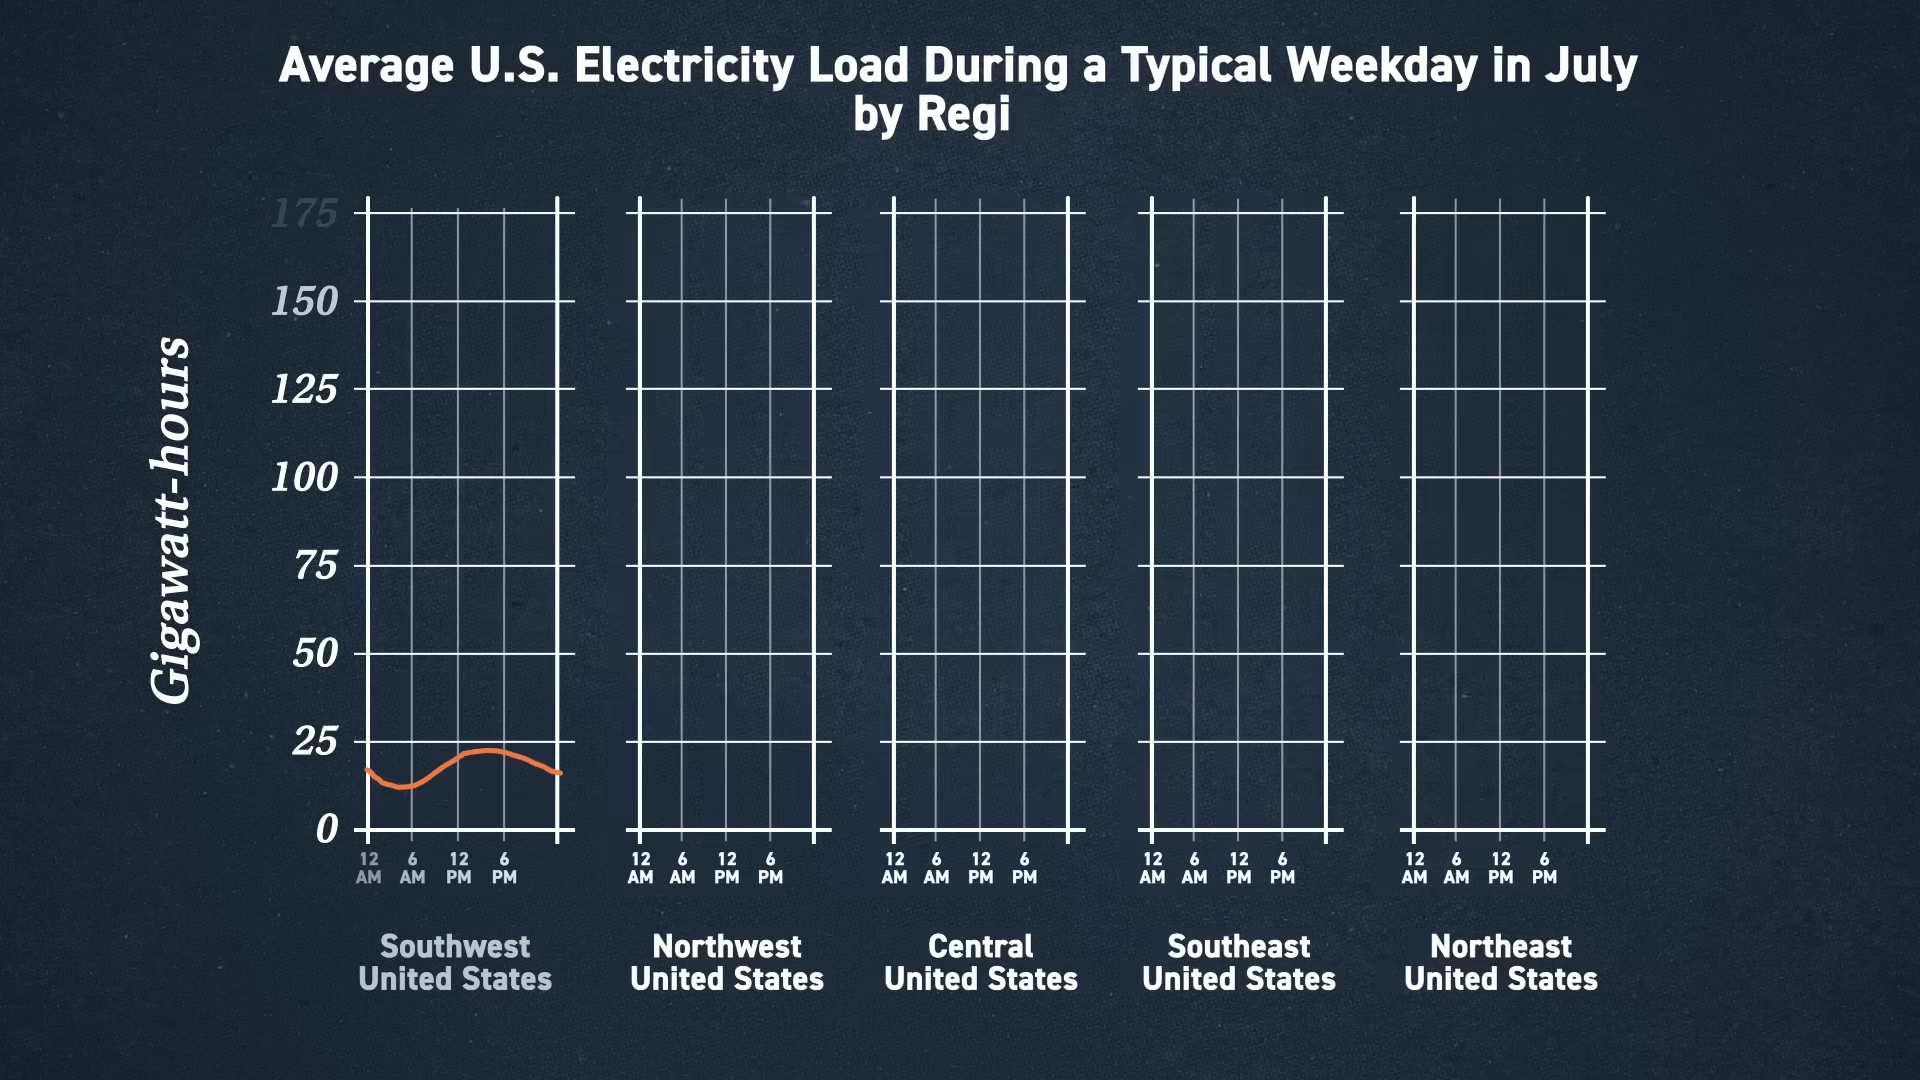 Average U.S. Electricity Load During a Typical Weekday in July
by Regi
Gigawatt-hours
175
150
125
100
75
50
25
0
12 6 12 6
AM AM PM PM
12 6 12 6
AM AM PM PM
12 6 12 6
AM AM PM PM
12 6 12 6
AM AM PM PM
12 6 12 6
AM AM PM PM
Southwest
United States
Northwest
United States
Central
United States
Southeast
United States
Northeast
United States